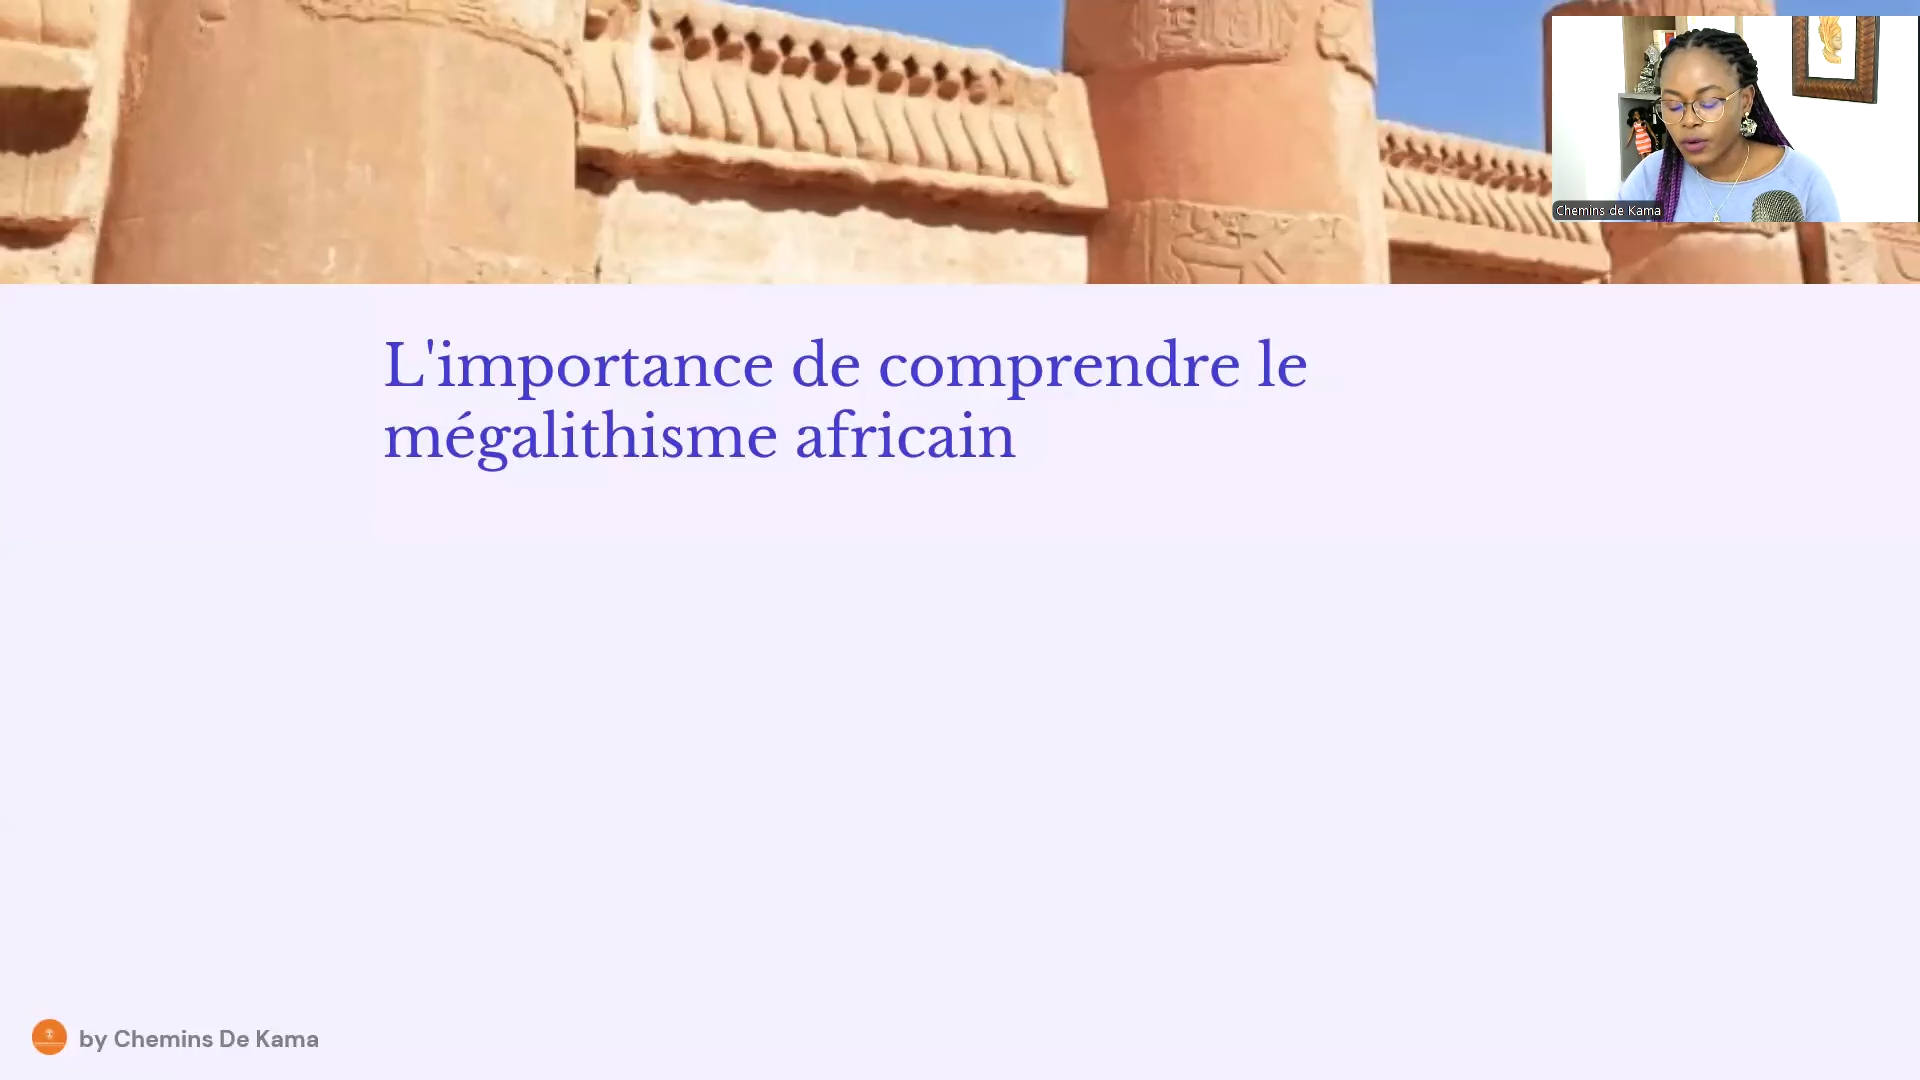 Chemins de Kama
L'importance de comprendre le
mégalithisme africain
by Chemins De Kama